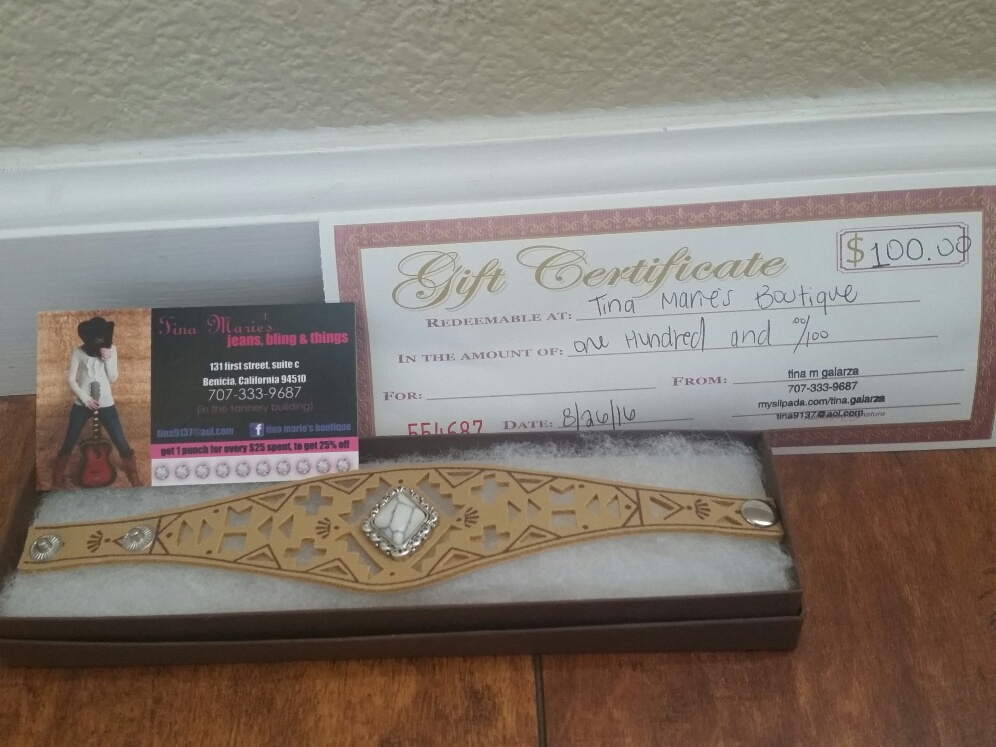 Tina Marie's
jeans, bling & things
131 first street, suite c
Benicia, California 94510
707-333-9687
(in the tannery building)
tina9137@aol.com
f tina marie's boutique
get 1 punch for every $25 spent, to get 25% off
Gift Certificate
$100.00
REDEEMABLE AT: Tina Marie's Boutique
IN THE AMOUNT OF: one Hundred and 00/100
FOR:
FROM: tina m galarza
707-333-9687
mysilpada.com/tina.galarza
tina9137@aol.com
551687
DATE: 8/26/16